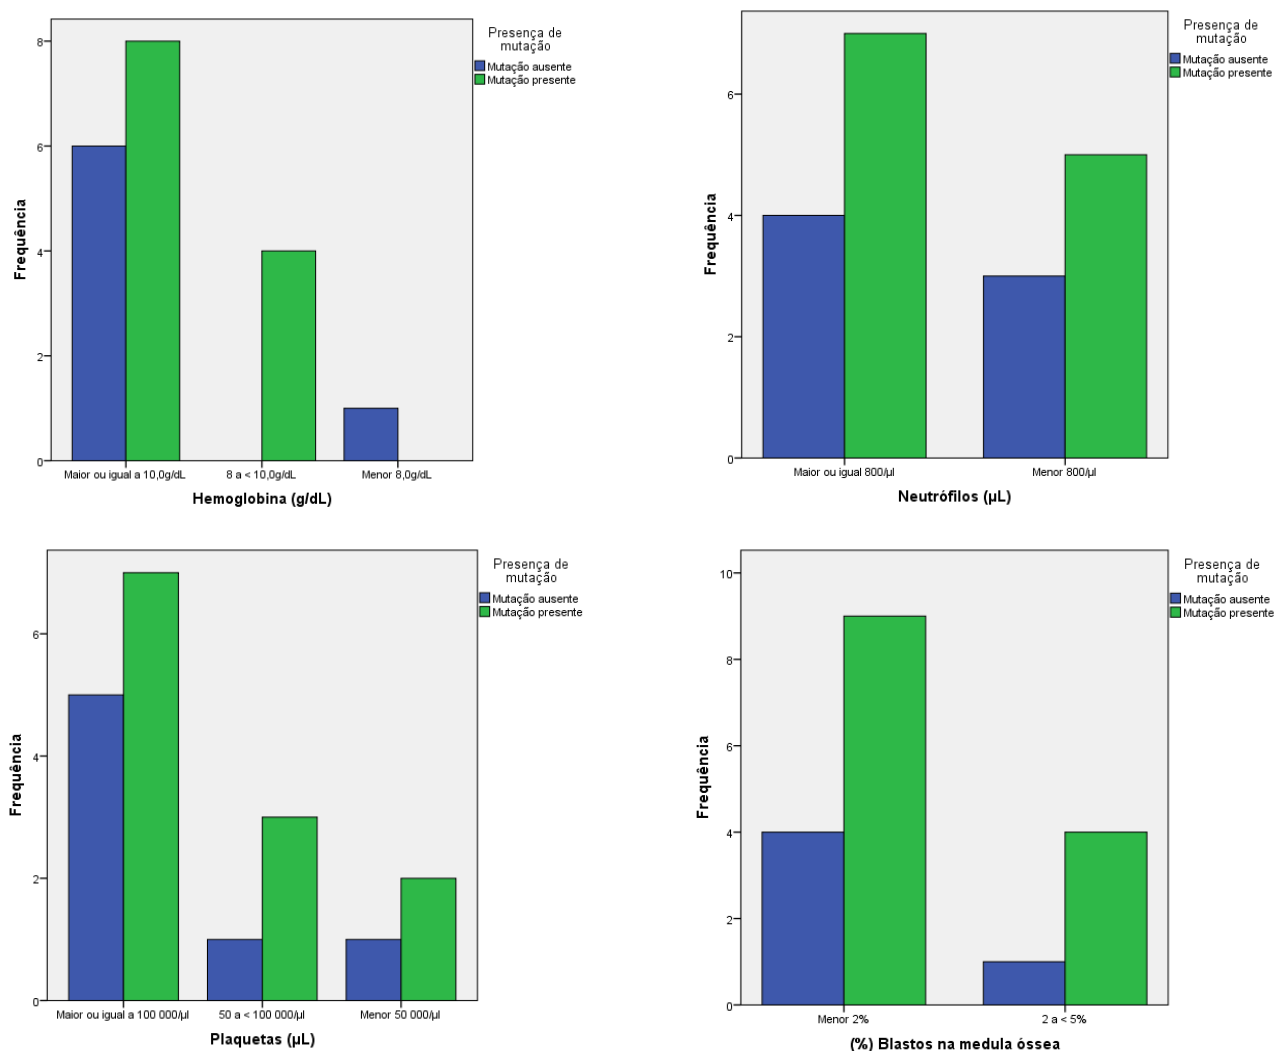 Presença de
mutação
Mutação ausente
Mutação presente
8
6
4
2
0
Frequência
Maior ou igual a 10,0g/dL
8 a < 10,0g/dL
Menor 8,0g/dL
Hemoglobina (g/dL)
Presença de
mutação
Mutação ausente
Mutação presente
6
4
2
0
Frequência
Maior ou igual 800/µl
Menor 800/µl
Neutrófilos (µL)
Presença de
mutação
Mutação ausente
Mutação presente
6
4
2
0
Frequência
Maior ou igual a 100 000/µl
50 a < 100 000/µl
Menor 50 000/µl
Plaquetas (µL)
Presença de
mutação
Mutação ausente
Mutação presente
10
8
6
4
2
0
Frequência
Menor 2%
2 a < 5%
(%) Blastos na medula óssea